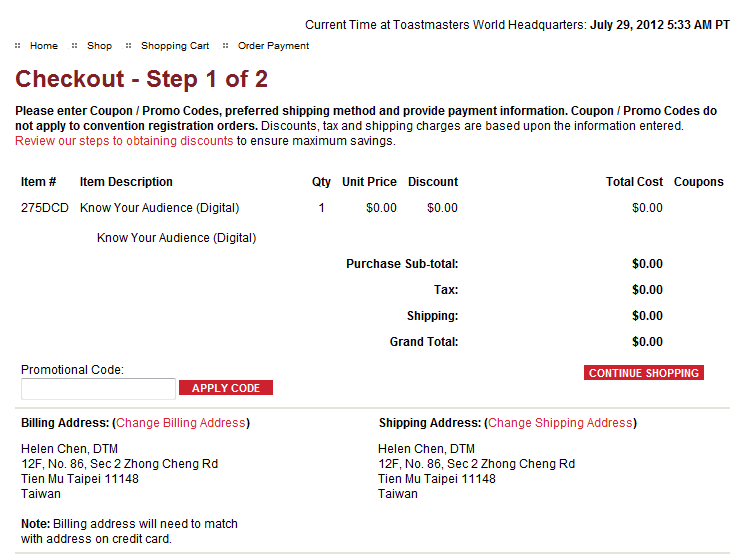 Current Time at Toastmasters World Headquarters: July 29, 2012 5:33 AM PT
Home Shop Shopping Cart Order Payment
Checkout - Step 1 of 2
Please enter Coupon / Promo Codes, preferred shipping method and provide payment information. Coupon / Promo Codes do
not apply to convention registration orders. Discounts, tax and shipping charges are based upon the information entered.
Review our steps to obtaining discounts to ensure maximum savings.
Item # Item Description Qty Unit Price Discount Total Cost Coupons
275DCD Know Your Audience (Digital) 1 $0.00 $0.00 $0.00
Know Your Audience (Digital)
Purchase Sub-total: $0.00
Tax: $0.00
Shipping: $0.00
Grand Total: $0.00
Promotional Code:
APPLY CODE
CONTINUE SHOPPING
Billing Address: (Change Billing Address)
Helen Chen, DTM
12F, No. 86, Sec 2 Zhong Cheng Rd
Tien Mu Taipei 11148
Taiwan
Note: Billing address will need to match
with address on credit card.
Shipping Address: (Change Shipping Address)
Helen Chen, DTM
12F, No. 86, Sec 2 Zhong Cheng Rd
Tien Mu Taipei 11148
Taiwan